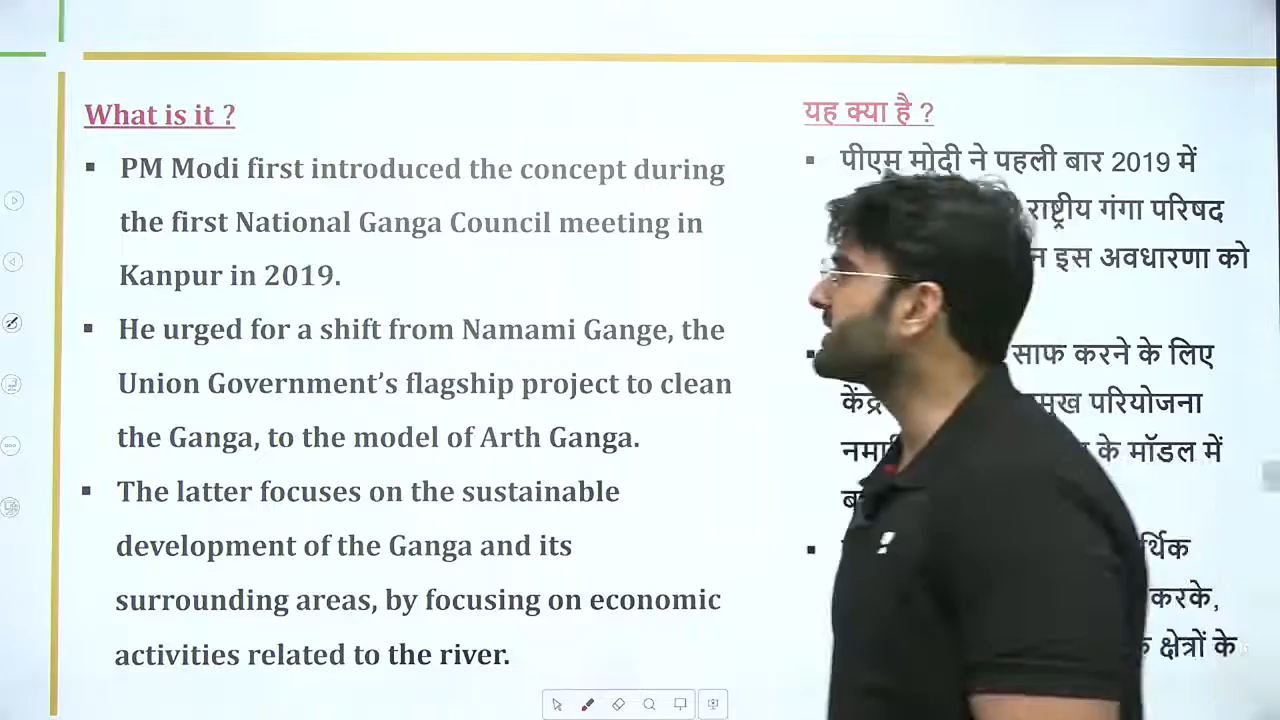 What is it ?
▪ PM Modi first introduced the concept during
the first National Ganga Council meeting in
Kanpur in 2019.
▪ He urged for a shift from Namami Gange, the
Union Government’s flagship project to clean
the Ganga, to the model of Arth Ganga.
▪ The latter focuses on the sustainable
development of the Ganga and its
surrounding areas, by focusing on economic
activities related to the river.
यह क्या है ?
▪ पीएम मोदी ने पहली बार 2019 में
राष्ट्रीय गंगा परिषद
इस अवधारणा को
▪ साफ करने के लिए
परियोजना
के मॉडल में
▪
करके,
क्षेत्रों के